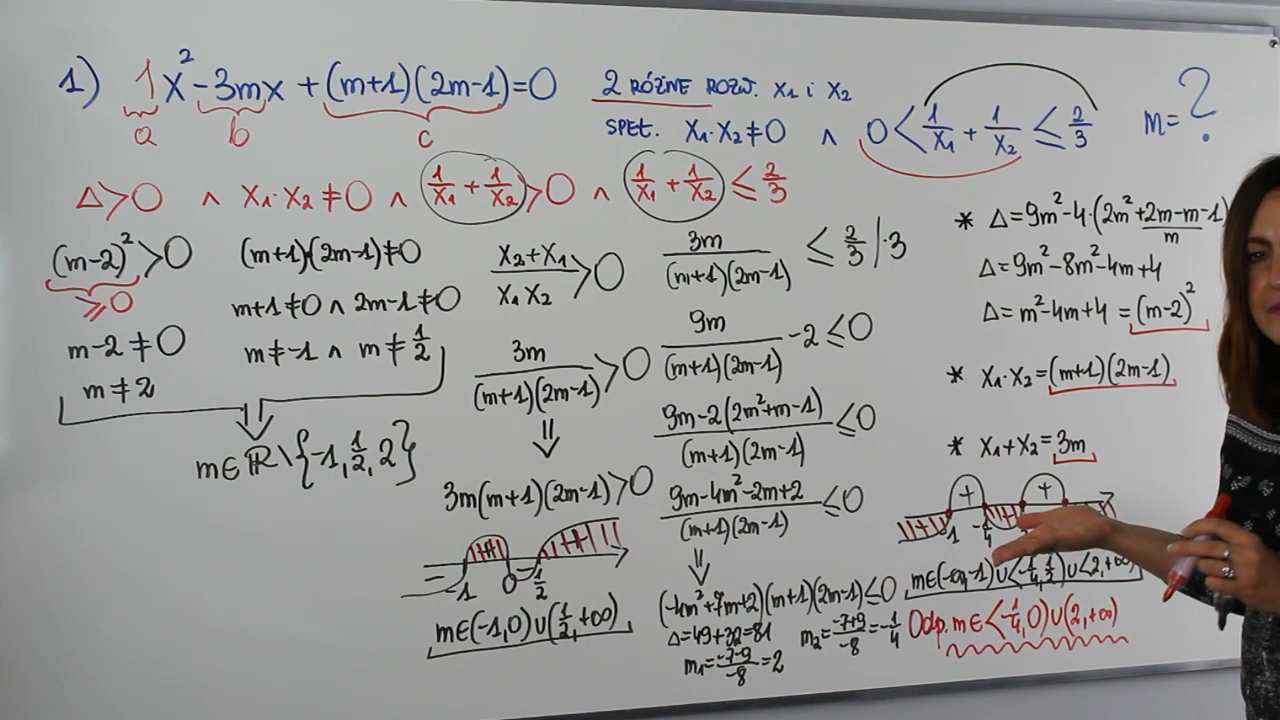 1) 1x² - 3mx + (m+1)(2m-1) = 0
a b c
2 RÓŻNE ROZW. x₁ i x₂
SPEŁ. x₁·x₂≠0 ∧ 0 < 1/x₁ + 1/x₂ ≤ 2/3
m=?
Δ>0 ∧ x₁·x₂≠0 ∧ 1/x₁ + 1/x₂ > 0 ∧ 1/x₁ + 1/x₂ ≤ 2/3
(m-2)²>0
≥0
m-2≠0
m≠2
(m+1)(2m-1)≠0
m+1≠0 ∧ 2m-1≠0
m≠-1 ∧ m≠1/2
⇓
m∈ℝ\{-1, 1/2, 2}
(x₂+x₁)/(x₁x₂) > 0
3m/((m+1)(2m-1)) > 0
⇓
3m(m+1)(2m-1)>0
-1 0 1/2
+ +
m∈(-1,0)∪(1/2,+∞)
3m/((m+1)(2m-1)) ≤ 2/3 |·3
9m/((m+1)(2m-1)) - 2 ≤ 0
(9m-2(2m²+m-1))/((m+1)(2m-1)) ≤ 0
(9m-4m²-2m+2)/((m+1)(2m-1)) ≤ 0
⇓
(-4m²+7m+2)(m+1)(2m-1)≤0
Δ=49+32=81
m₁=(-7-9)/(-8)=2
m₂=(-7+9)/(-8)=-1/4
* Δ=9m²-4·(2m²+2m-m-1)
m
Δ=9m²-8m²-4m+4
Δ=m²-4m+4=(m-2)²
* x₁·x₂=(m+1)(2m-1)
* x₁+x₂=3m
+ +
m∈(-∞,-1)∪<-1/4,1/2)∪<2,+∞)
Odp. m∈<-1/4,0)∪(2,+∞)